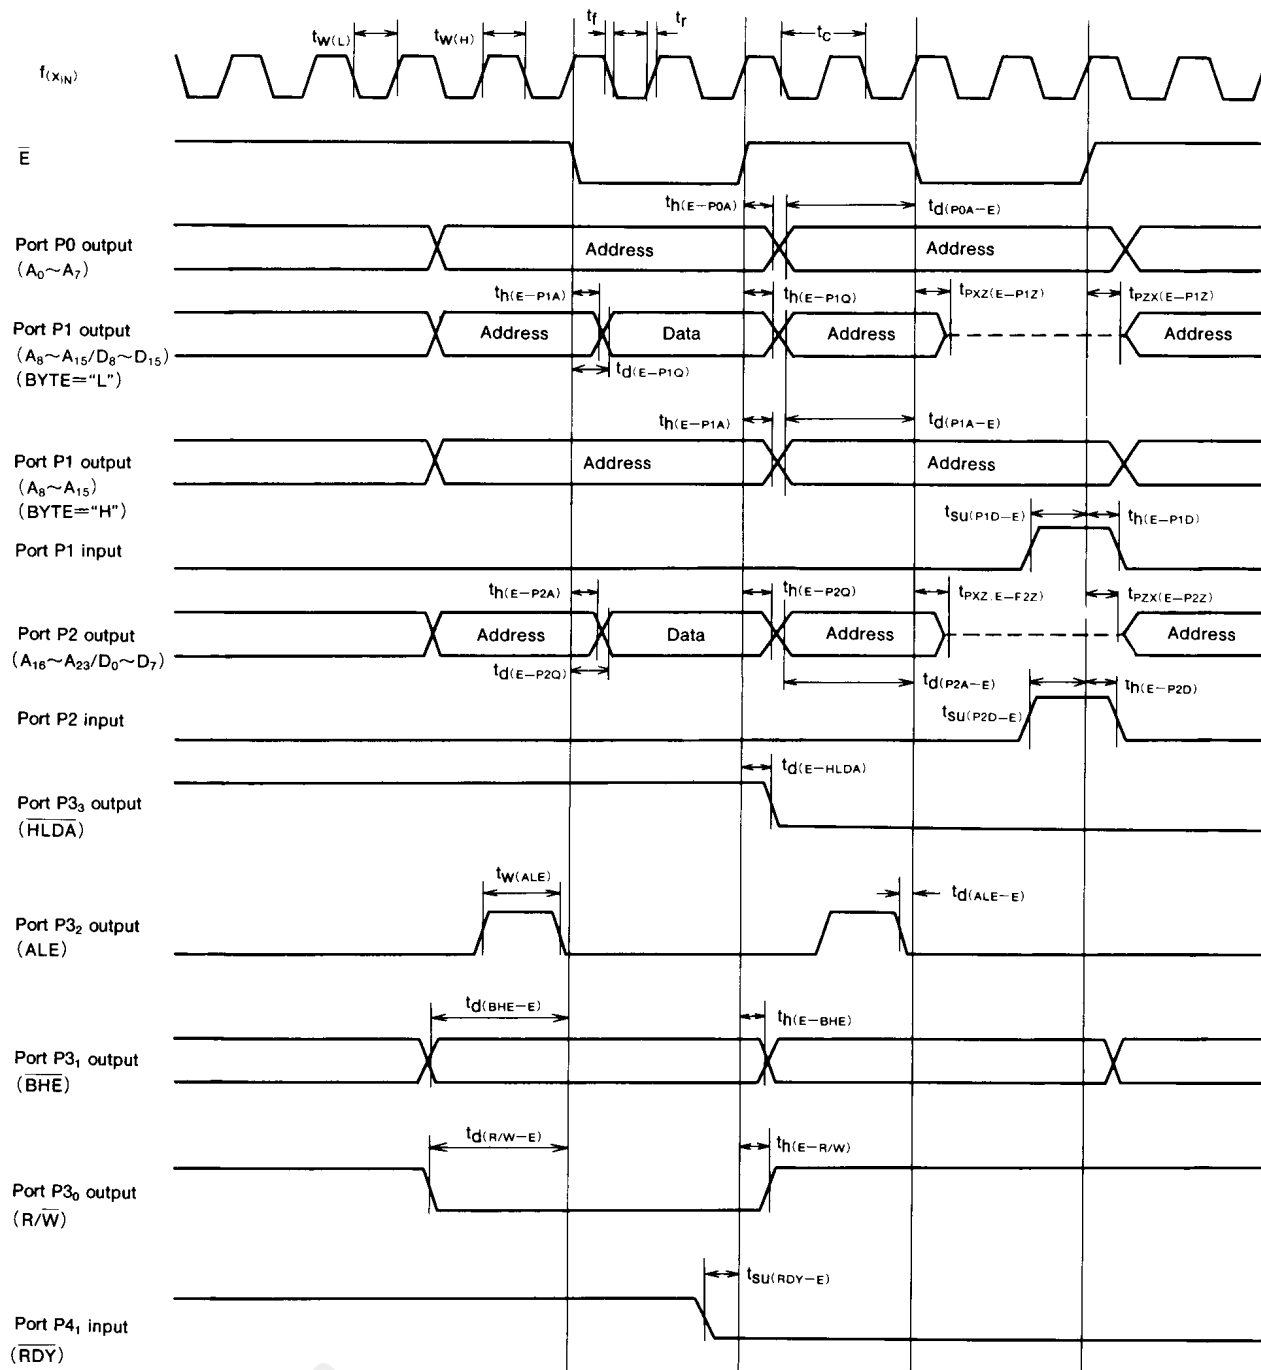 tW(L) tW(H) tf tr tC
f(XIN)
E̅
th(E−P0A) td(P0A−E)
Port P0 output
(A₀~A₇)
Address Address
th(E−P1A) th(E−P1Q) tPXZ(E−P1Z) tPZX(E−P1Z)
Port P1 output
(A₈~A₁₅/D₈~D₁₅)
(BYTE="L")
Address Data Address Address
td(E−P1Q)
th(E−P1A) td(P1A−E)
Port P1 output
(A₈~A₁₅)
(BYTE="H")
Address Address
tsu(P1D−E) th(E−P1D)
Port P1 input
th(E−P2A) th(E−P2Q) tPXZ(E−P2Z) tPZX(E−P2Z)
Port P2 output
(A₁₆~A₂₃/D₀~D₇)
Address Data Address Address
td(E−P2Q) td(P2A−E) th(E−P2D)
tsu(P2D−E)
Port P2 input
td(E−HLDA)
Port P3₃ output
(H̅L̅D̅A̅)
tW(ALE) td(ALE−E)
Port P3₂ output
(ALE)
td(BHE−E) th(E−BHE)
Port P3₁ output
(B̅H̅E̅)
td(R/W−E) th(E−R/W)
Port P3₀ output
(R/W̅)
tsu(RDY−E)
Port P4₁ input
(R̅D̅Y̅)